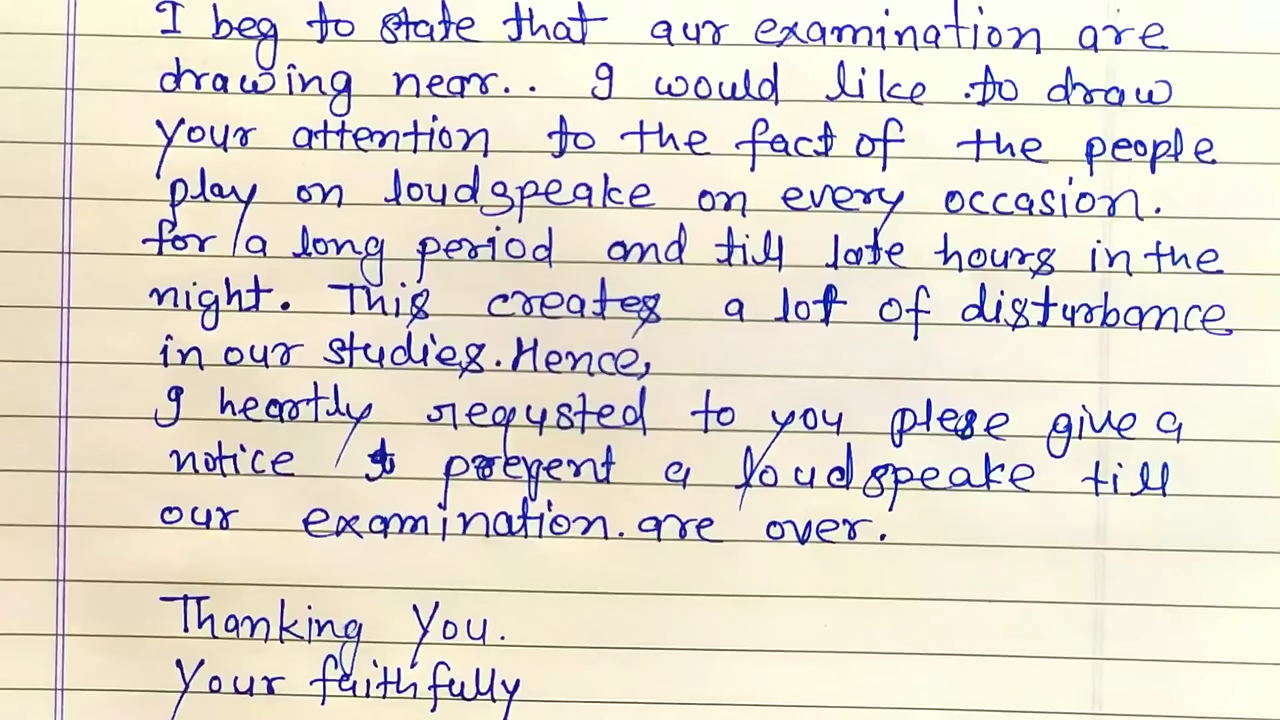 I beg to state that our examination are
drawing near.. I would like .to draw
your attention to the fact of the people
play on loudspeake on every occasion.
for a long period and till late hours in the
night. This creates a lot of disturbance
in our studies. Hence,
I heartly requsted to you plese give a
notice to prevent a loudspeake till
our examination. are over.
Thanking You.
Your faithfully